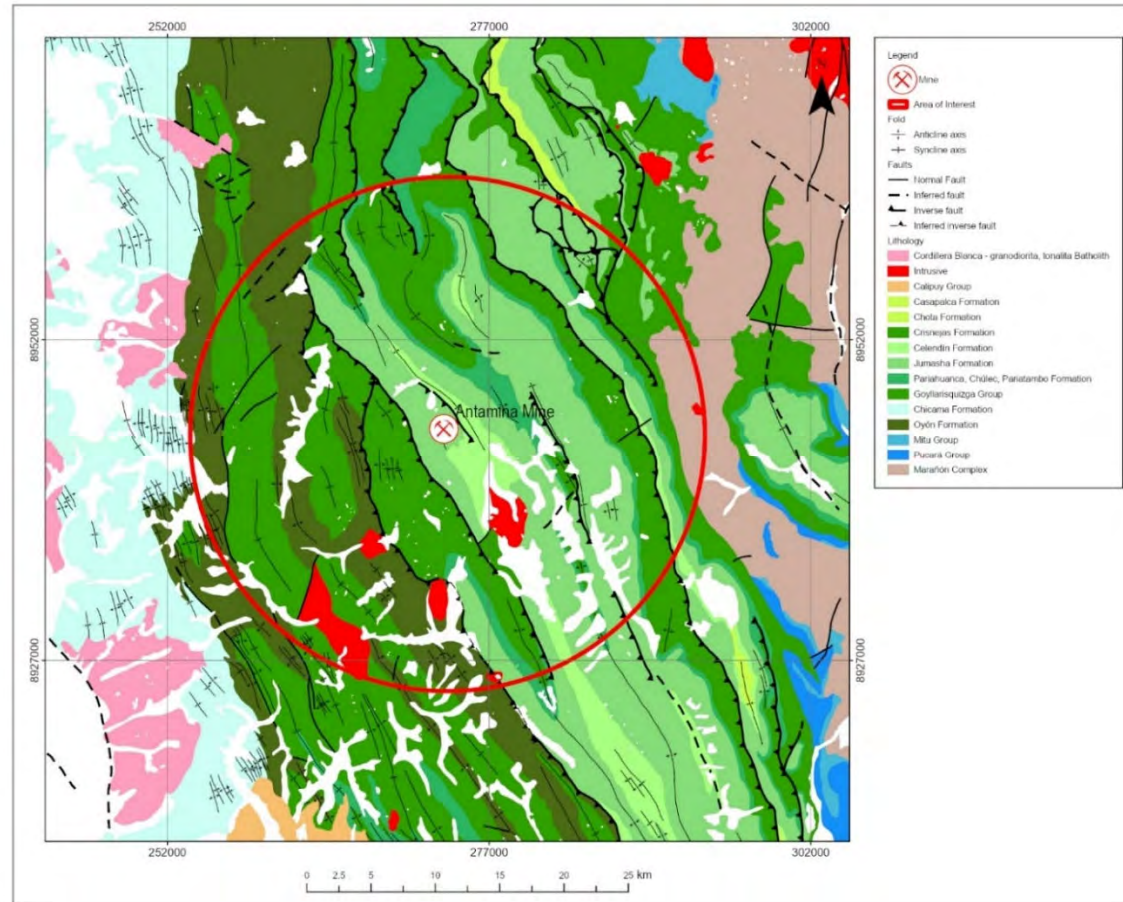 252000 277000 302000
8952000 8952000
Antamina Mine
8927000 8927000
252000 277000 302000
0 2.5 5 10 15 20 25 km
Legend
Mine
Area of Interest
Fold
Anticline axis
Syncline axis
Faults
Normal Fault
Inferred fault
Inverse fault
Inferred inverse fault
Lithology
Cordillera Blanca - granodiorita, tonalita Batholith
Intrusive
Calipuy Group
Casapalca Formation
Chota Formation
Crisnejas Formation
Celendín Formation
Jumasha Formation
Pariahuanca, Chúlec, Pariatambo Formation
Goyllarisquizga Group
Chicama Formation
Oyón Formation
Mitu Group
Pucará Group
Marañón Complex